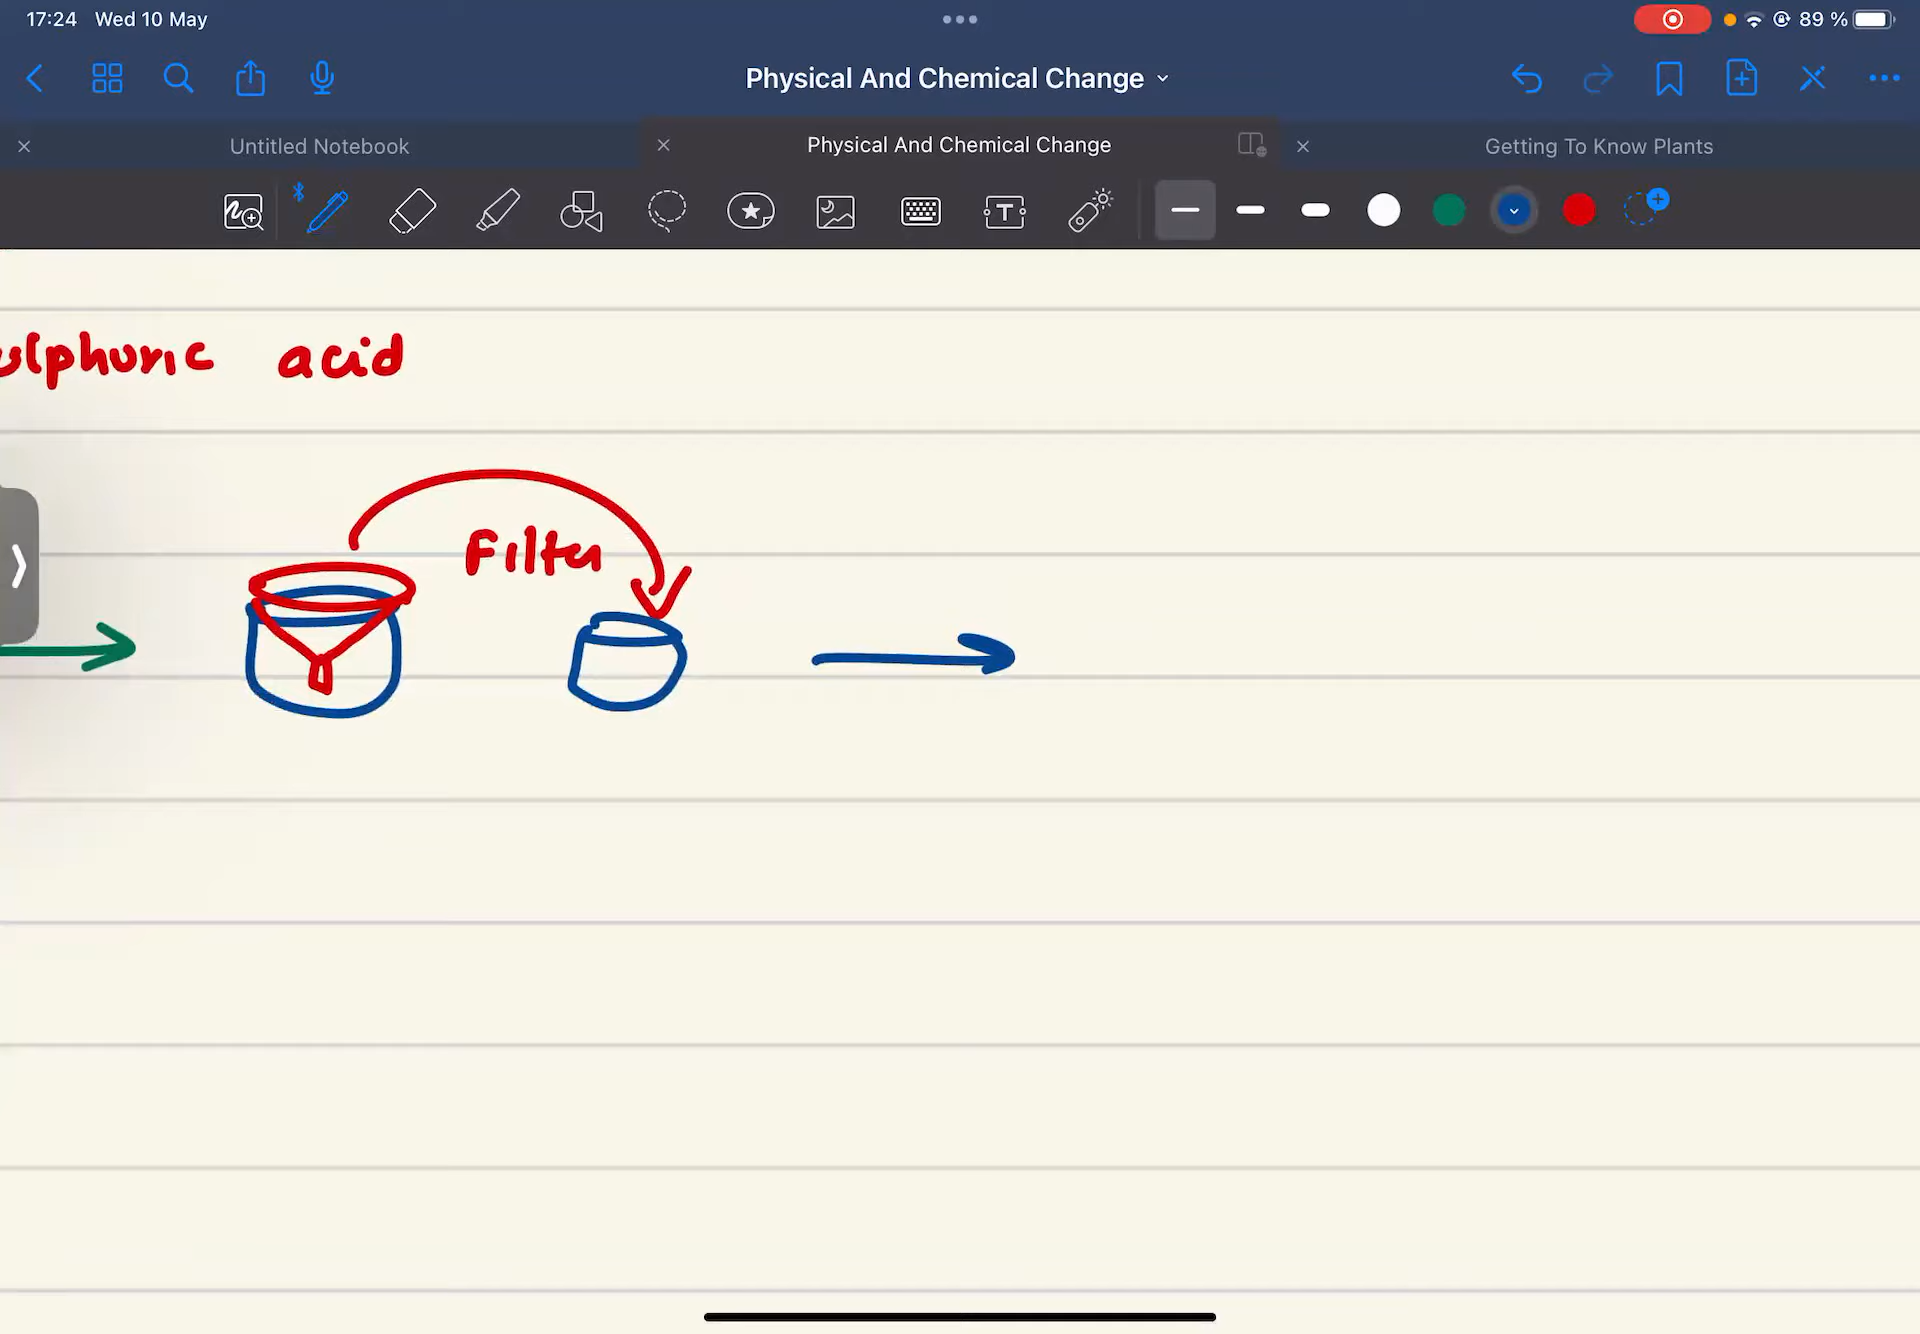 17:24 Wed 10 May
89 %
Physical And Chemical Change
Untitled Notebook
Physical And Chemical Change
Getting To Know Plants
ulphuric acid
Filter